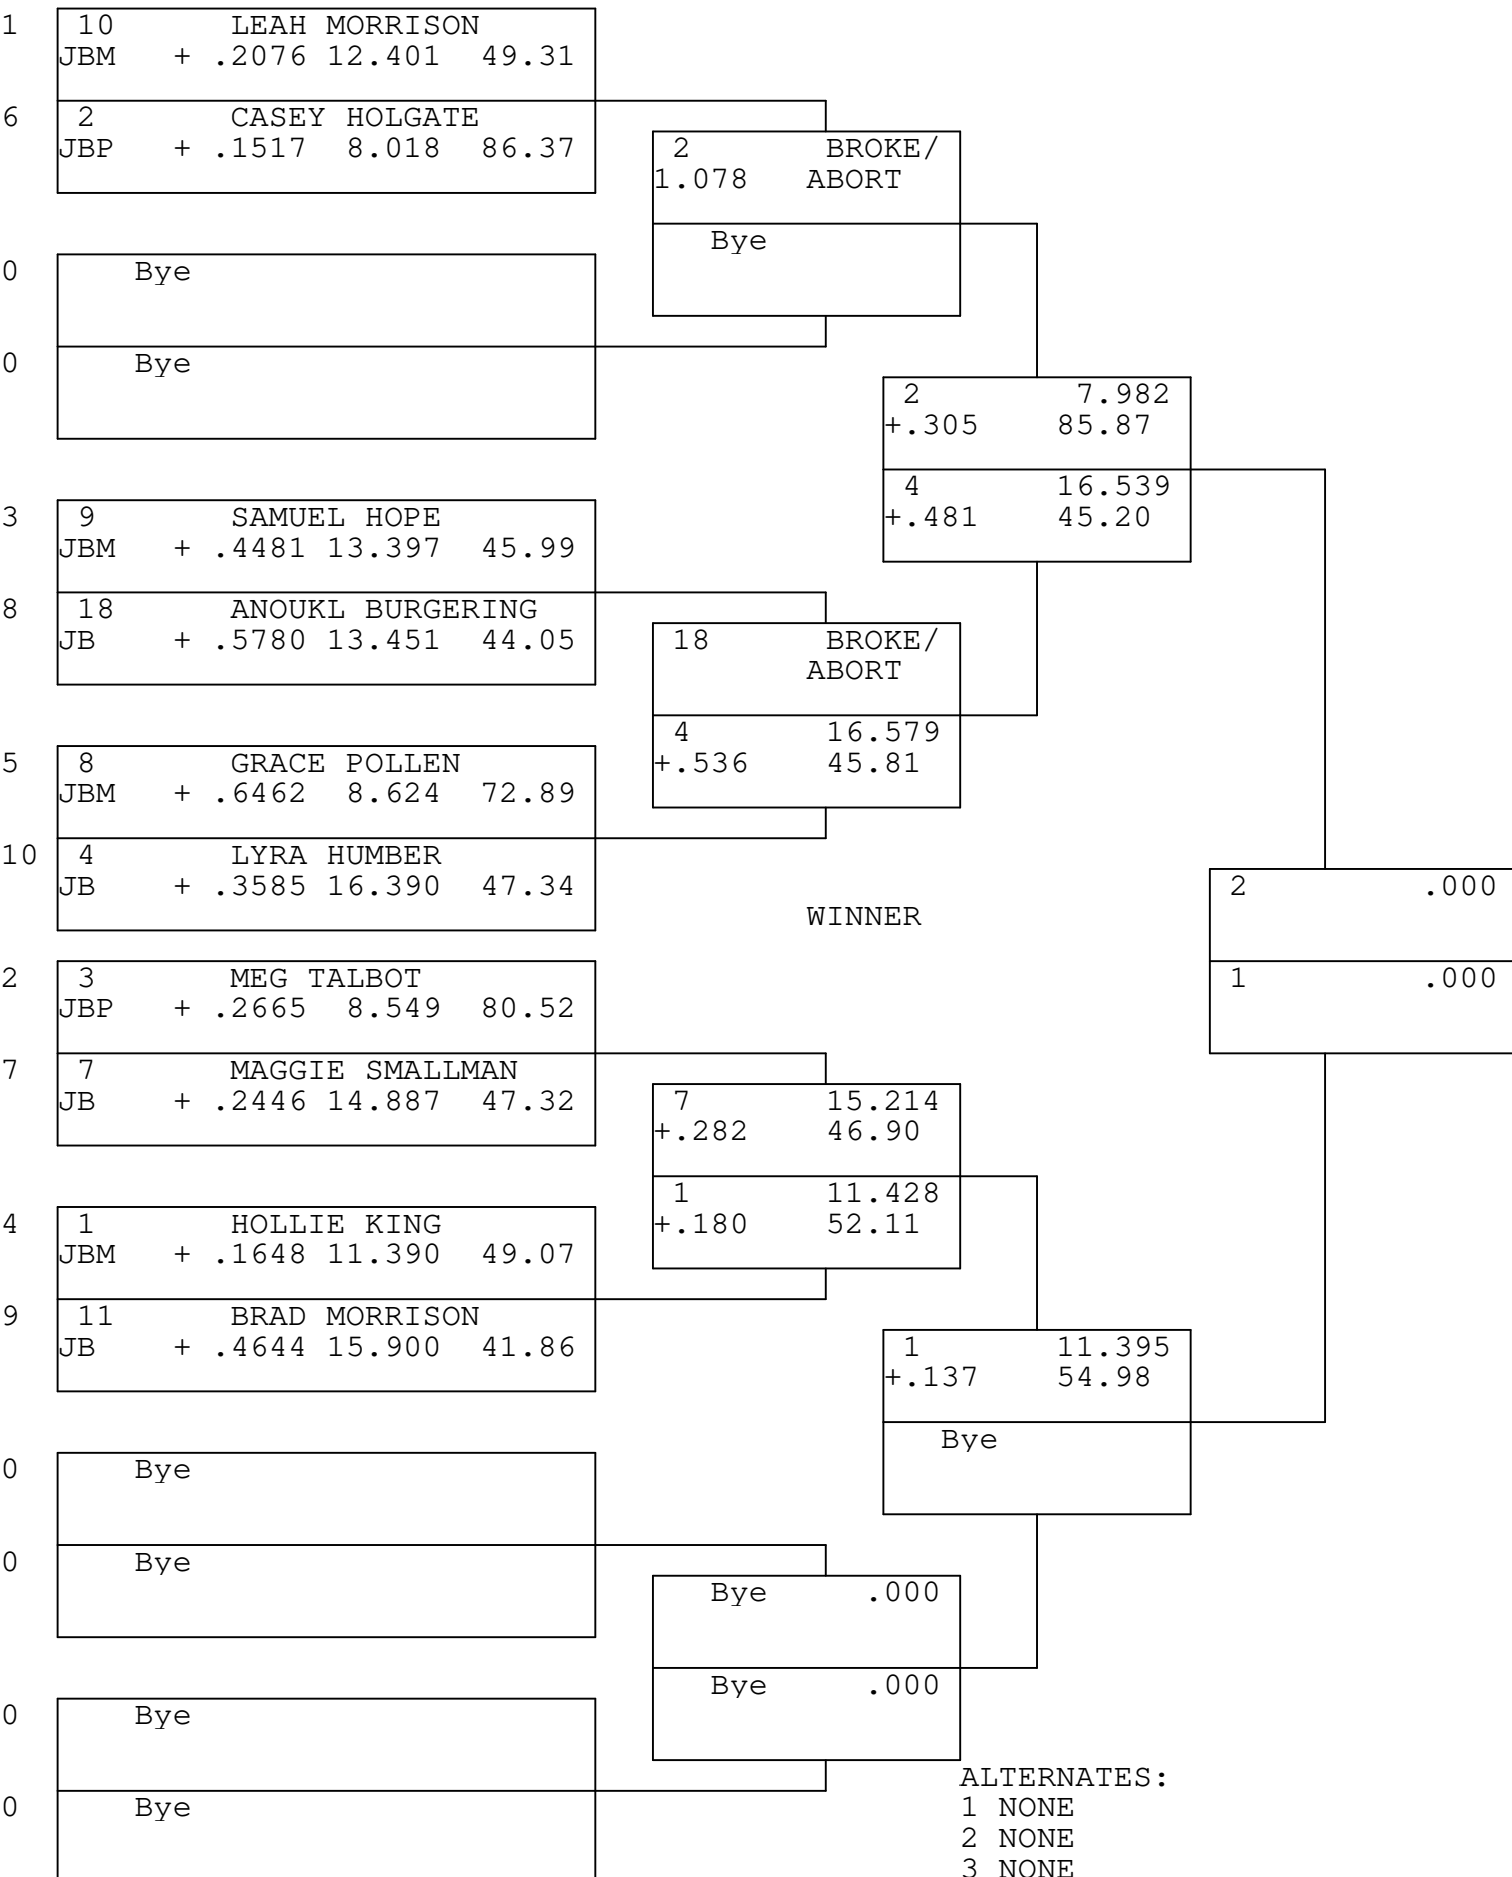 1 10 LEAH MORRISON
JBM + .2076 12.401 49.31
6 2 CASEY HOLGATE
JBP + .1517 8.018 86.37
2 BROKE/
1.078 ABORT
Bye
0 Bye
0 Bye
2 7.982
+.305 85.87
4 16.539
+.481 45.20
3 9 SAMUEL HOPE
JBM + .4481 13.397 45.99
8 18 ANOUKL BURGERING
JB + .5780 13.451 44.05
18 BROKE/
ABORT
4 16.579
+.536 45.81
5 8 GRACE POLLEN
JBM + .6462 8.624 72.89
10 4 LYRA HUMBER
JB + .3585 16.390 47.34
WINNER
2 .000
1 .000
2 3 MEG TALBOT
JBP + .2665 8.549 80.52
7 7 MAGGIE SMALLMAN
JB + .2446 14.887 47.32
7 15.214
+.282 46.90
1 11.428
+.180 52.11
4 1 HOLLIE KING
JBM + .1648 11.390 49.07
9 11 BRAD MORRISON
JB + .4644 15.900 41.86
1 11.395
+.137 54.98
Bye
0 Bye
0 Bye
Bye .000
Bye .000
0 Bye
0 Bye
ALTERNATES:
1 NONE
2 NONE
3 NONE